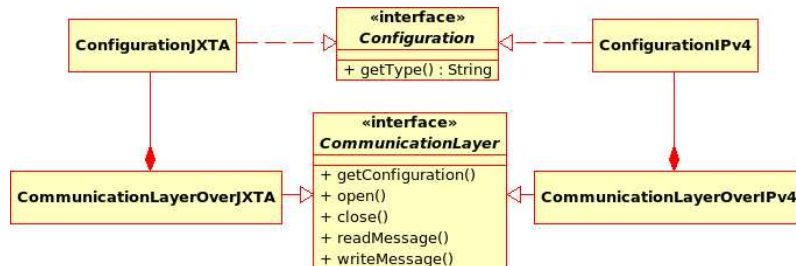 «interface»
Configuration
+ getType() : String
ConfigurationJXTA
ConfigurationIPv4
«interface»
CommunicationLayer
+ getConfiguration()
+ open()
+ close()
+ readMessage()
+ writeMessage()
CommunicationLayerOverJXTA
CommunicationLayerOverIPv4